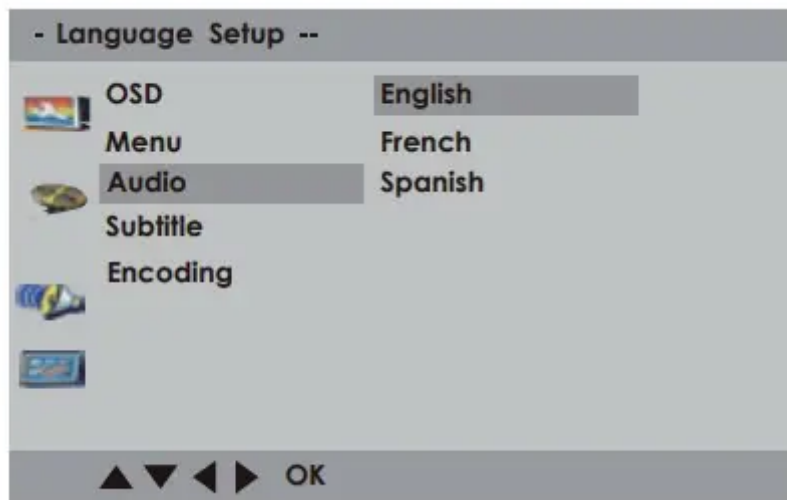 - Language Setup --
OSD English
Menu French
Audio Spanish
Subtitle
Encoding
▲ ▼ ◀ ▶ OK